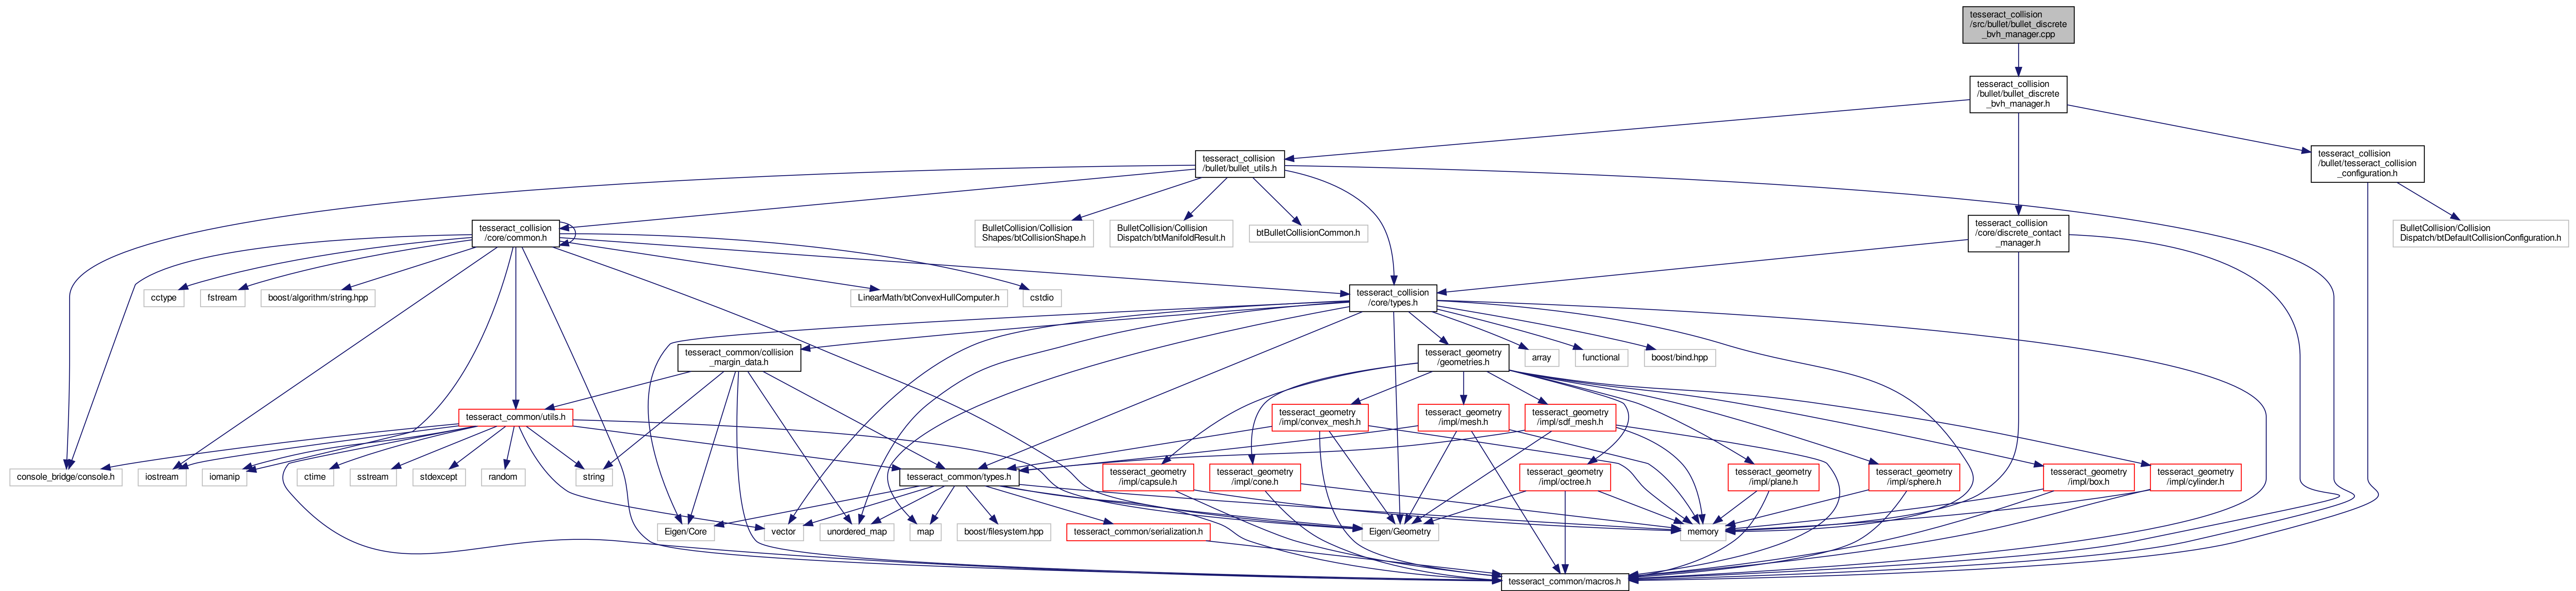 tesseract_collision
/src/bullet/bullet_discrete
_bvh_manager.cpp
tesseract_collision
/bullet/bullet_discrete
_bvh_manager.h
tesseract_collision
/bullet/bullet_utils.h
tesseract_collision
/bullet/tesseract_collision
_configuration.h
tesseract_collision
/core/common.h
BulletCollision/Collision
Shapes/btCollisionShape.h
BulletCollision/Collision
Dispatch/btManifoldResult.h
btBulletCollisionCommon.h
tesseract_collision
/core/discrete_contact
_manager.h
BulletCollision/Collision
Dispatch/btDefaultCollisionConfiguration.h
cctype
fstream
boost/algorithm/string.hpp
LinearMath/btConvexHullComputer.h
cstdio
tesseract_collision
/core/types.h
tesseract_common/collision
_margin_data.h
tesseract_geometry
/geometries.h
array
functional
boost/bind.hpp
tesseract_common/utils.h
tesseract_geometry
/impl/convex_mesh.h
tesseract_geometry
/impl/mesh.h
tesseract_geometry
/impl/sdf_mesh.h
console_bridge/console.h
iostream
iomanip
ctime
sstream
stdexcept
random
string
tesseract_common/types.h
tesseract_geometry
/impl/capsule.h
tesseract_geometry
/impl/cone.h
tesseract_geometry
/impl/octree.h
tesseract_geometry
/impl/plane.h
tesseract_geometry
/impl/sphere.h
tesseract_geometry
/impl/box.h
tesseract_geometry
/impl/cylinder.h
Eigen/Core
vector
unordered_map
map
boost/filesystem.hpp
tesseract_common/serialization.h
Eigen/Geometry
memory
tesseract_common/macros.h